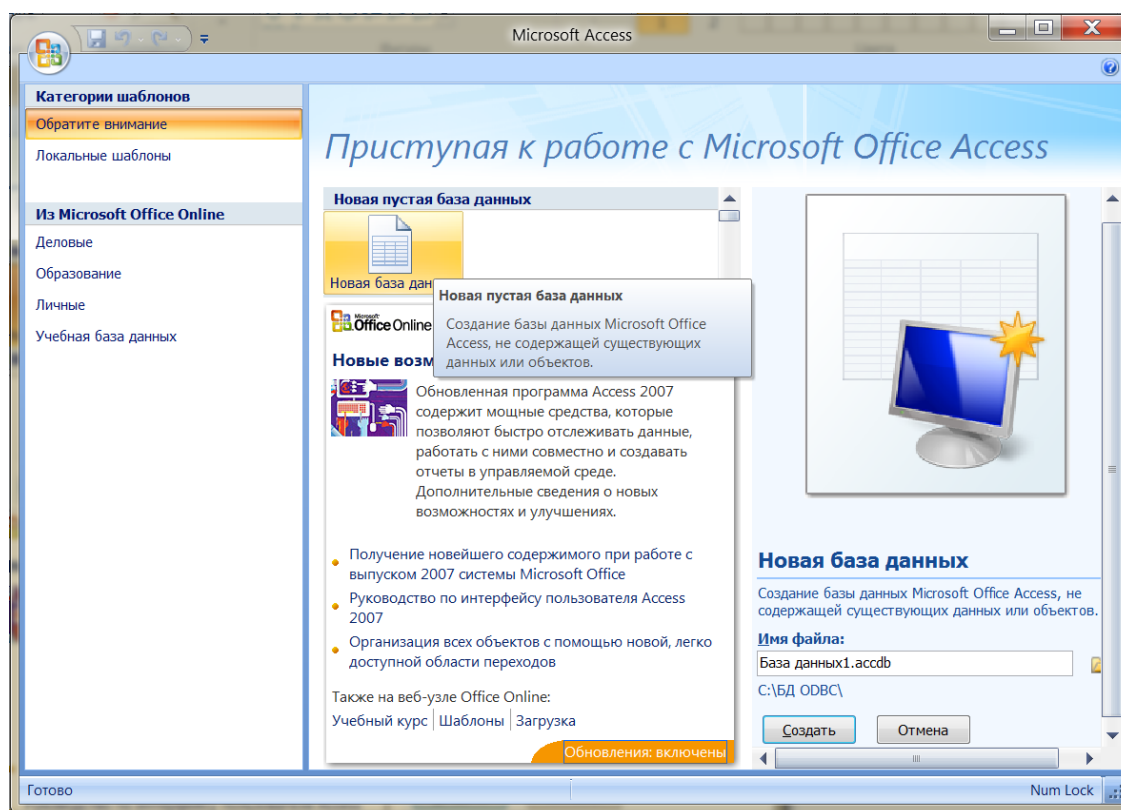 Microsoft Access
Категории шаблонов
Обратите внимание
Локальные шаблоны
Из Microsoft Office Online
Деловые
Образование
Личные
Учебная база данных
Приступая к работе с Microsoft Office Access
Новая пустая база данных
Новая база дан
Новая пустая база данных
Создание базы данных Microsoft Office
Access, не содержащей существующих
данных или объектов.
Microsoft
Office Online
Новые возм
Обновленная программа Access 2007
содержит мощные средства, которые
позволяют быстро отслеживать данные,
работать с ними совместно и создавать
отчеты в управляемой среде.
Дополнительные сведения о новых
возможностях и улучшениях.
Получение новейшего содержимого при работе с
выпуском 2007 системы Microsoft Office
Руководство по интерфейсу пользователя Access
2007
Организация всех объектов с помощью новой, легко
доступной области переходов
Также на веб-узле Office Online:
Учебный курс Шаблоны Загрузка
Обновления: включены
Новая база данных
Создание базы данных Microsoft Office Access, не
содержащей существующих данных или объектов.
Имя файла:
База данных1.accdb
C:\БД ODBC\
Создать Отмена
Готово
Num Lock